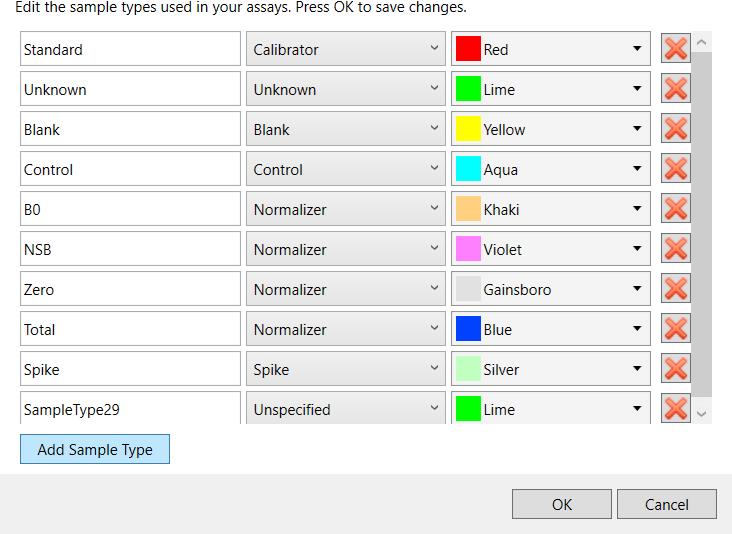 Edit the sample types used in your assays. Press OK to save changes.
Standard Calibrator Red
Unknown Unknown Lime
Blank Blank Yellow
Control Control Aqua
B0 Normalizer Khaki
NSB Normalizer Violet
Zero Normalizer Gainsboro
Total Normalizer Blue
Spike Spike Silver
SampleType29 Unspecified Lime
Add Sample Type
OK Cancel